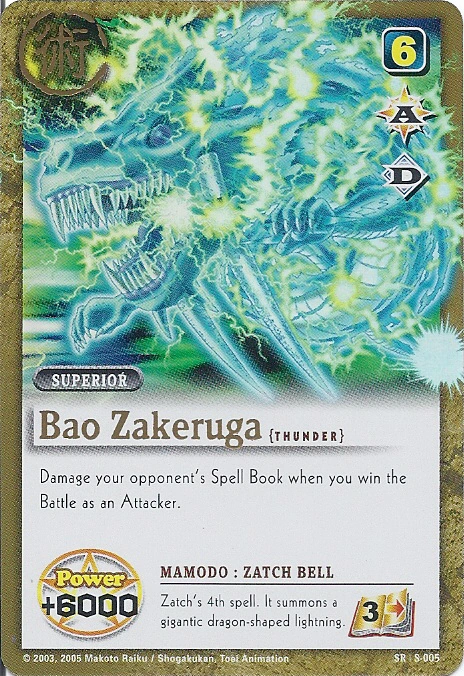 術
6
A
D
SUPERIOR
Bao Zakeruga {THUNDER}
Damage your opponent's Spell Book when you win the
Battle as an Attacker.
Power
+6000
MAMODO : ZATCH BELL
Zatch's 4th spell. It summons a
gigantic dragon-shaped lightning.
3
© 2003, 2005 Makoto Raiku / Shogakukan, Toei Animation
SR S-005